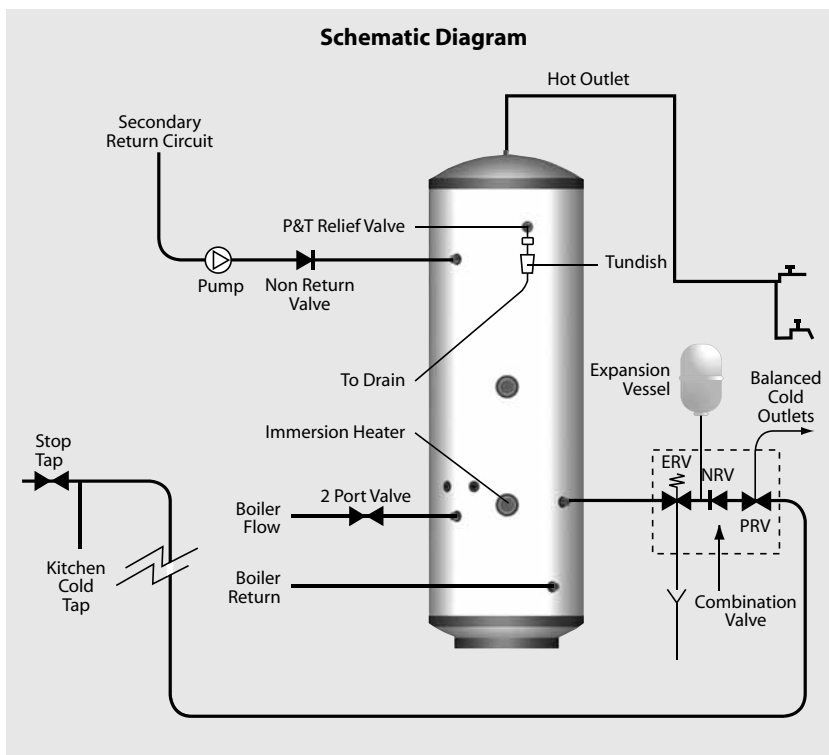 Schematic Diagram
Hot Outlet
Secondary
Return Circuit
P&T Relief Valve
Tundish
Pump
Non Return
Valve
To Drain
Expansion
Vessel
Balanced
Cold
Outlets
Immersion Heater
Stop
Tap
ERV
NRV
2 Port Valve
Boiler
Flow
PRV
Kitchen
Cold
Tap
Boiler
Return
Combination
Valve